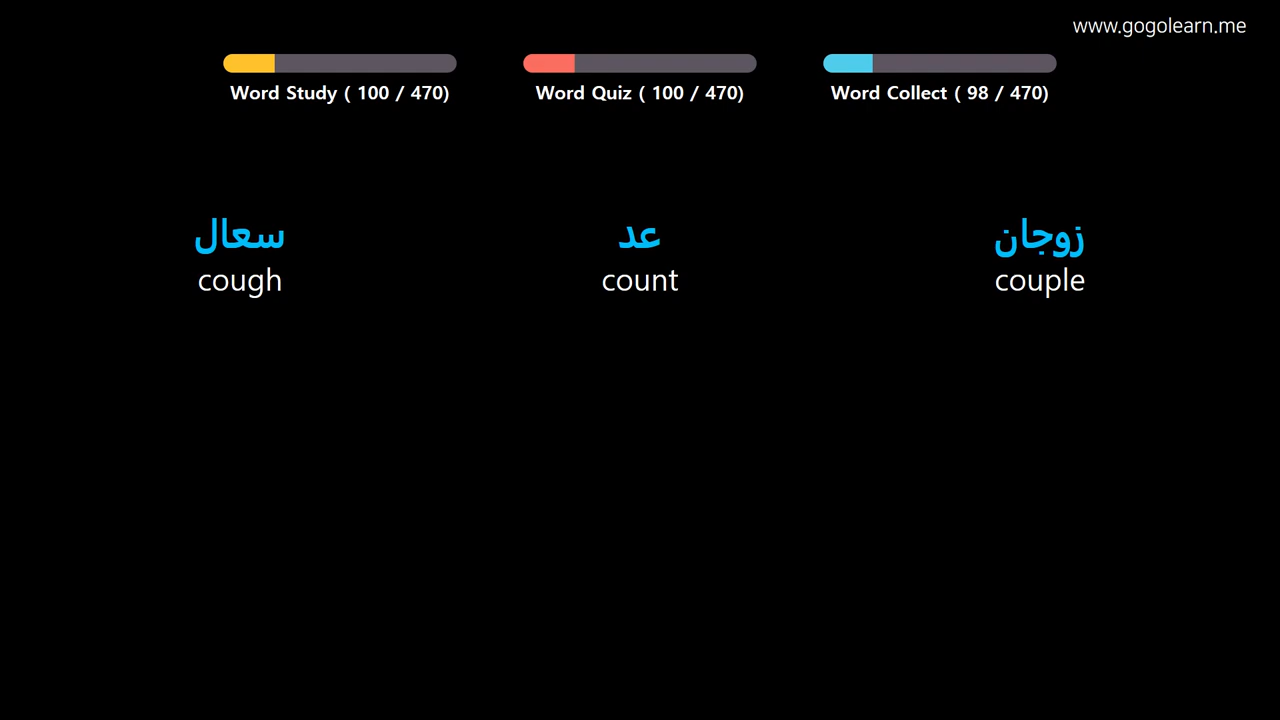 www.gogolearn.me
Word Study ( 100 / 470)
Word Quiz ( 100 / 470)
Word Collect ( 98 / 470)
سعال
cough
عد
count
زوجان
couple